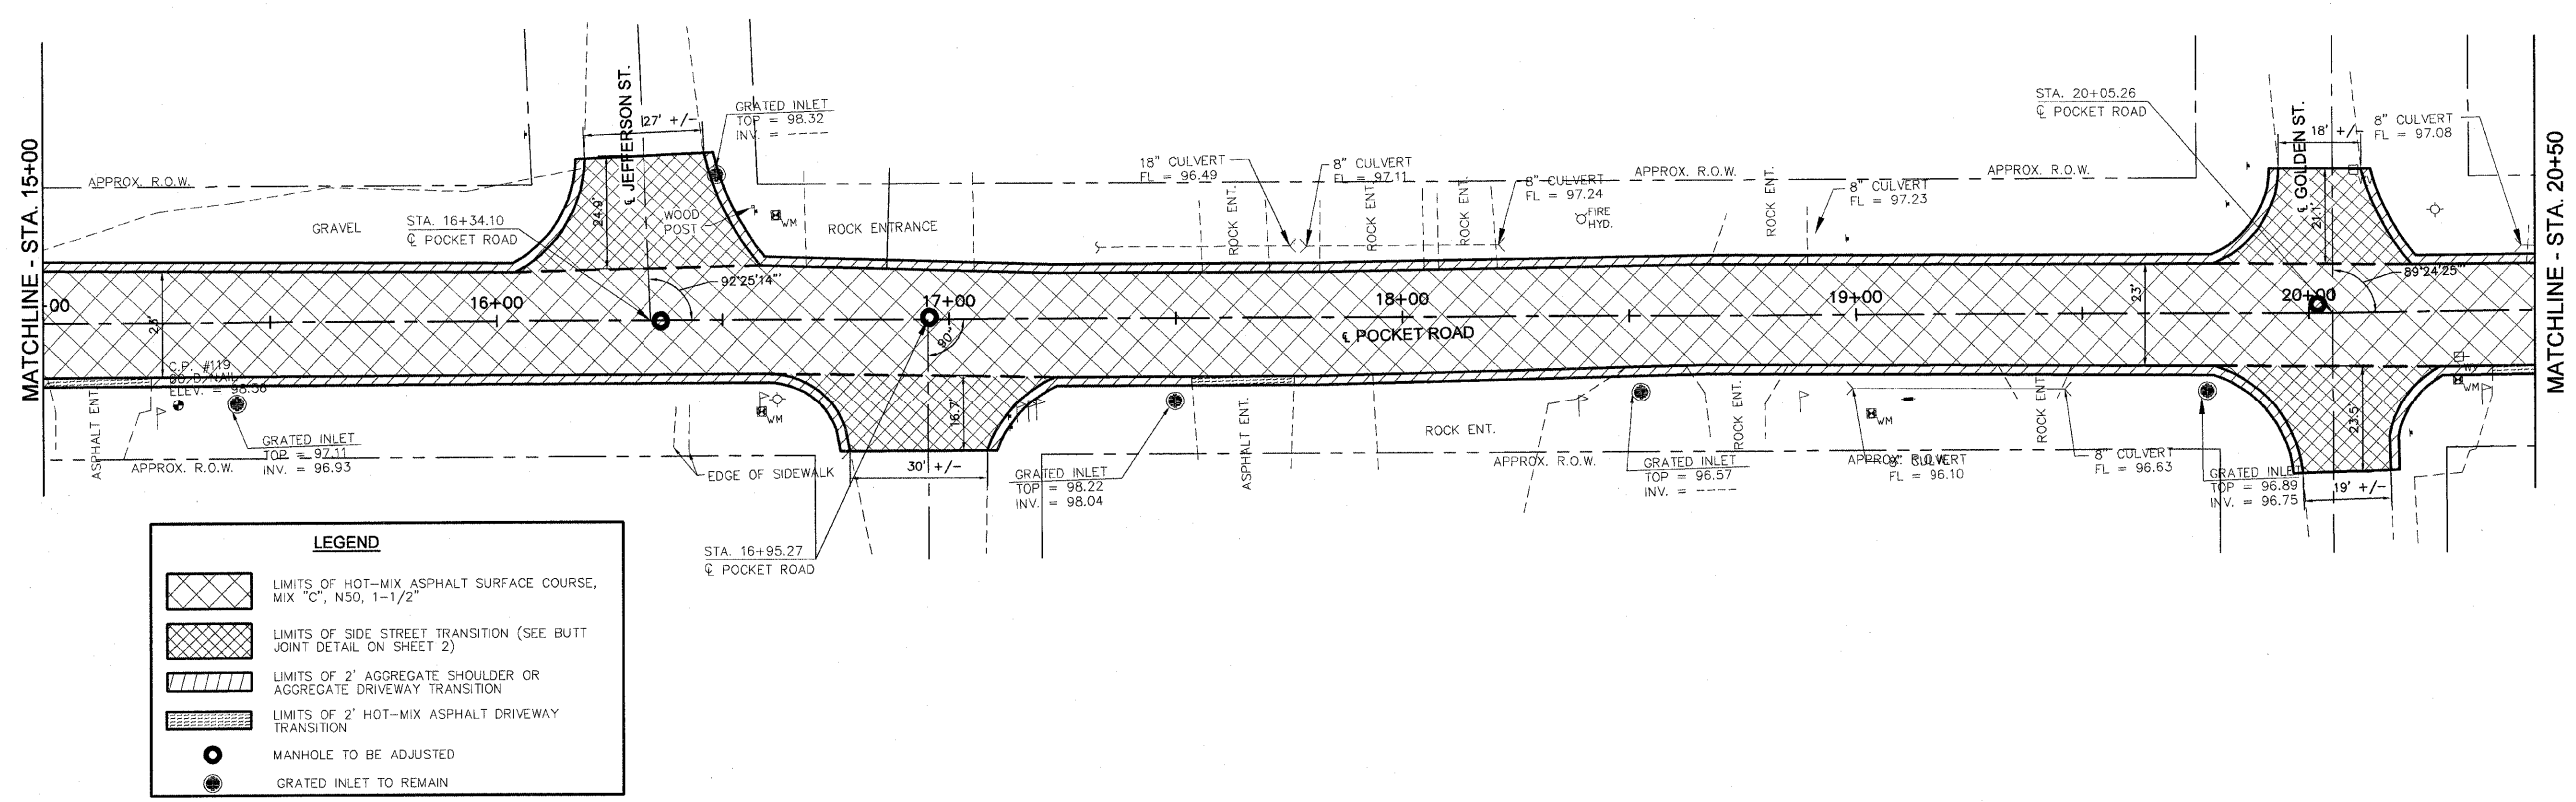 MATCHLINE - STA. 15+00
APPROX. R.O.W.
GRAVEL
STA. 16+34.10
℄ POCKET ROAD
127' +/-
℄ JEFFERSON ST.
24.9'
WOOD
POST
GRATED INLET
TOP = 98.32
INV. = ----
WM
ROCK ENTRANCE
18" CULVERT
FL = 96.49
8" CULVERT
FL = 97.11
ROCK ENT.
ROCK ENT.
ROCK ENT.
8" CULVERT
FL = 97.24
FIRE
HYD.
APPROX. R.O.W.
ROCK ENT.
8" CULVERT
FL = 97.23
APPROX. R.O.W.
STA. 20+05.26
℄ POCKET ROAD
℄ GOLDEN ST.
18' +/-
21.1'
8" CULVERT
FL = 97.08
MATCHLINE - STA. 20+50
00
16+00
92°25'14"
17+00
90°
18+00
℄ POCKET ROAD
19+00
23'
20+00
89°24'25"
C.P. #119
ELEV. = 98.56
ASPHALT ENT.
APPROX. R.O.W.
GRATED INLET
TOP = 97.11
INV. = 96.93
EDGE OF SIDEWALK
WM
16.7'
30' +/-
STA. 16+95.27
℄ POCKET ROAD
GRATED INLET
TOP = 98.22
INV. = 98.04
ASPHALT ENT.
ROCK ENT.
APPROX. R.O.W.
GRATED INLET
TOP = 96.57
INV. = ----
ROCK ENT.
WM
APPROX. R.O.W.
8" CULVERT
FL = 96.10
ROCK ENT.
8" CULVERT
FL = 96.63
GRATED INLET
TOP = 96.89
INV. = 96.75
23.5'
19' +/-
WV
WM
LEGEND
LIMITS OF HOT-MIX ASPHALT SURFACE COURSE,
MIX "C", N50, 1-1/2"
LIMITS OF SIDE STREET TRANSITION (SEE BUTT
JOINT DETAIL ON SHEET 2)
LIMITS OF 2' AGGREGATE SHOULDER OR
AGGREGATE DRIVEWAY TRANSITION
LIMITS OF 2' HOT-MIX ASPHALT DRIVEWAY
TRANSITION
MANHOLE TO BE ADJUSTED
GRATED INLET TO REMAIN